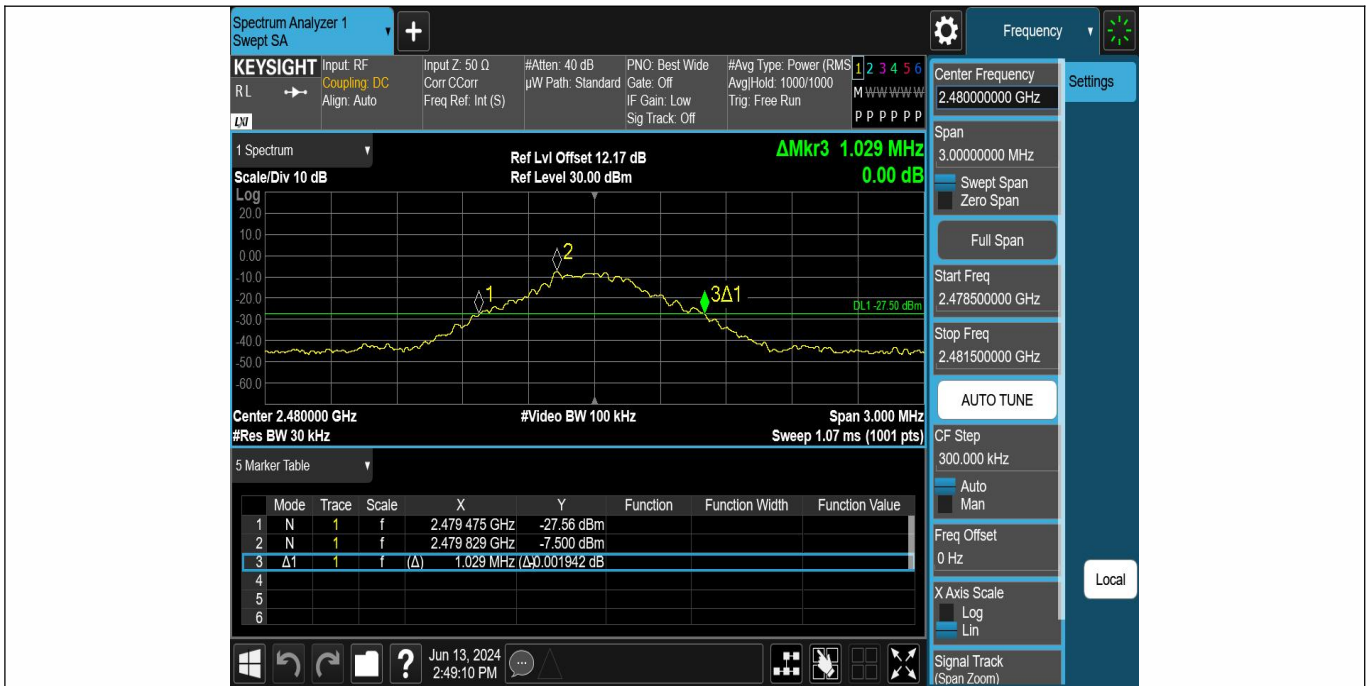 Spectrum Analyzer 1
Swept SA
+
Frequency
KEYSIGHT
RL
LXI
Input: RF
Coupling: DC
Align: Auto
Input Z: 50 Ω
Corr CCorr
Freq Ref: Int (S)
#Atten: 40 dB
µW Path: Standard
PNO: Best Wide
Gate: Off
IF Gain: Low
Sig Track: Off
#Avg Type: Power (RMS
Avg|Hold: 1000/1000
Trig: Free Run
1 2 3 4 5 6
M W W W W W
P P P P P P
1 Spectrum
Scale/Div 10 dB
Ref Lvl Offset 12.17 dB
Ref Level 30.00 dBm
ΔMkr3 1.029 MHz
0.00 dB
Log
20.0
10.0
0.00
-10.0
-20.0
-30.0
-40.0
-50.0
-60.0
1
2
3Δ1
DL1 -27.50 dBm
Center 2.480000 GHz
#Video BW 100 kHz
Span 3.000 MHz
#Res BW 30 kHz
Sweep 1.07 ms (1001 pts)
5 Marker Table
Mode Trace Scale X Y Function Function Width Function Value
1 N 1 f 2.479 475 GHz -27.56 dBm
2 N 1 f 2.479 829 GHz -7.500 dBm
3 Δ1 1 f (Δ) 1.029 MHz (Δ) 0.001942 dB
4
5
6
?
Jun 13, 2024
2:49:10 PM
Center Frequency
2.480000000 GHz
Span
3.00000000 MHz
Swept Span
Zero Span
Full Span
Start Freq
2.478500000 GHz
Stop Freq
2.481500000 GHz
AUTO TUNE
CF Step
300.000 kHz
Auto
Man
Freq Offset
0 Hz
X Axis Scale
Log
Lin
Signal Track
(Span Zoom)
Settings
Local